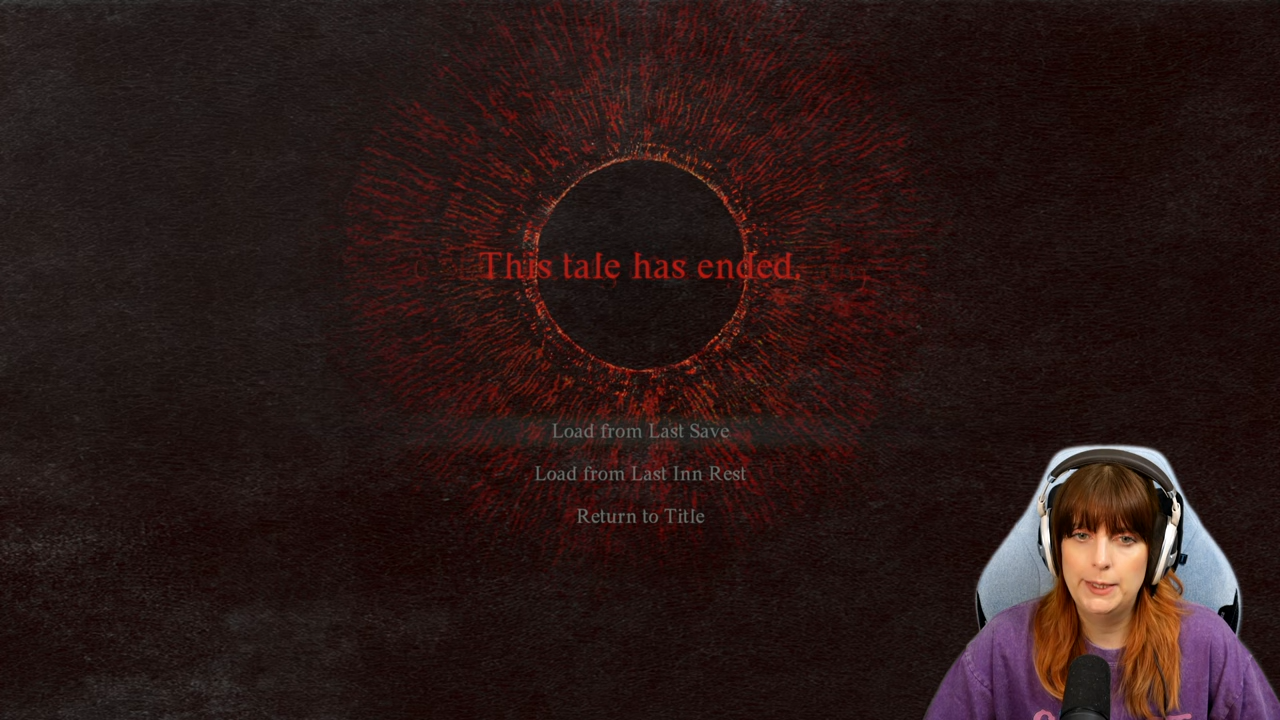 This tale has ended.
Load from Last Save
Load from Last Inn Rest
Return to Title